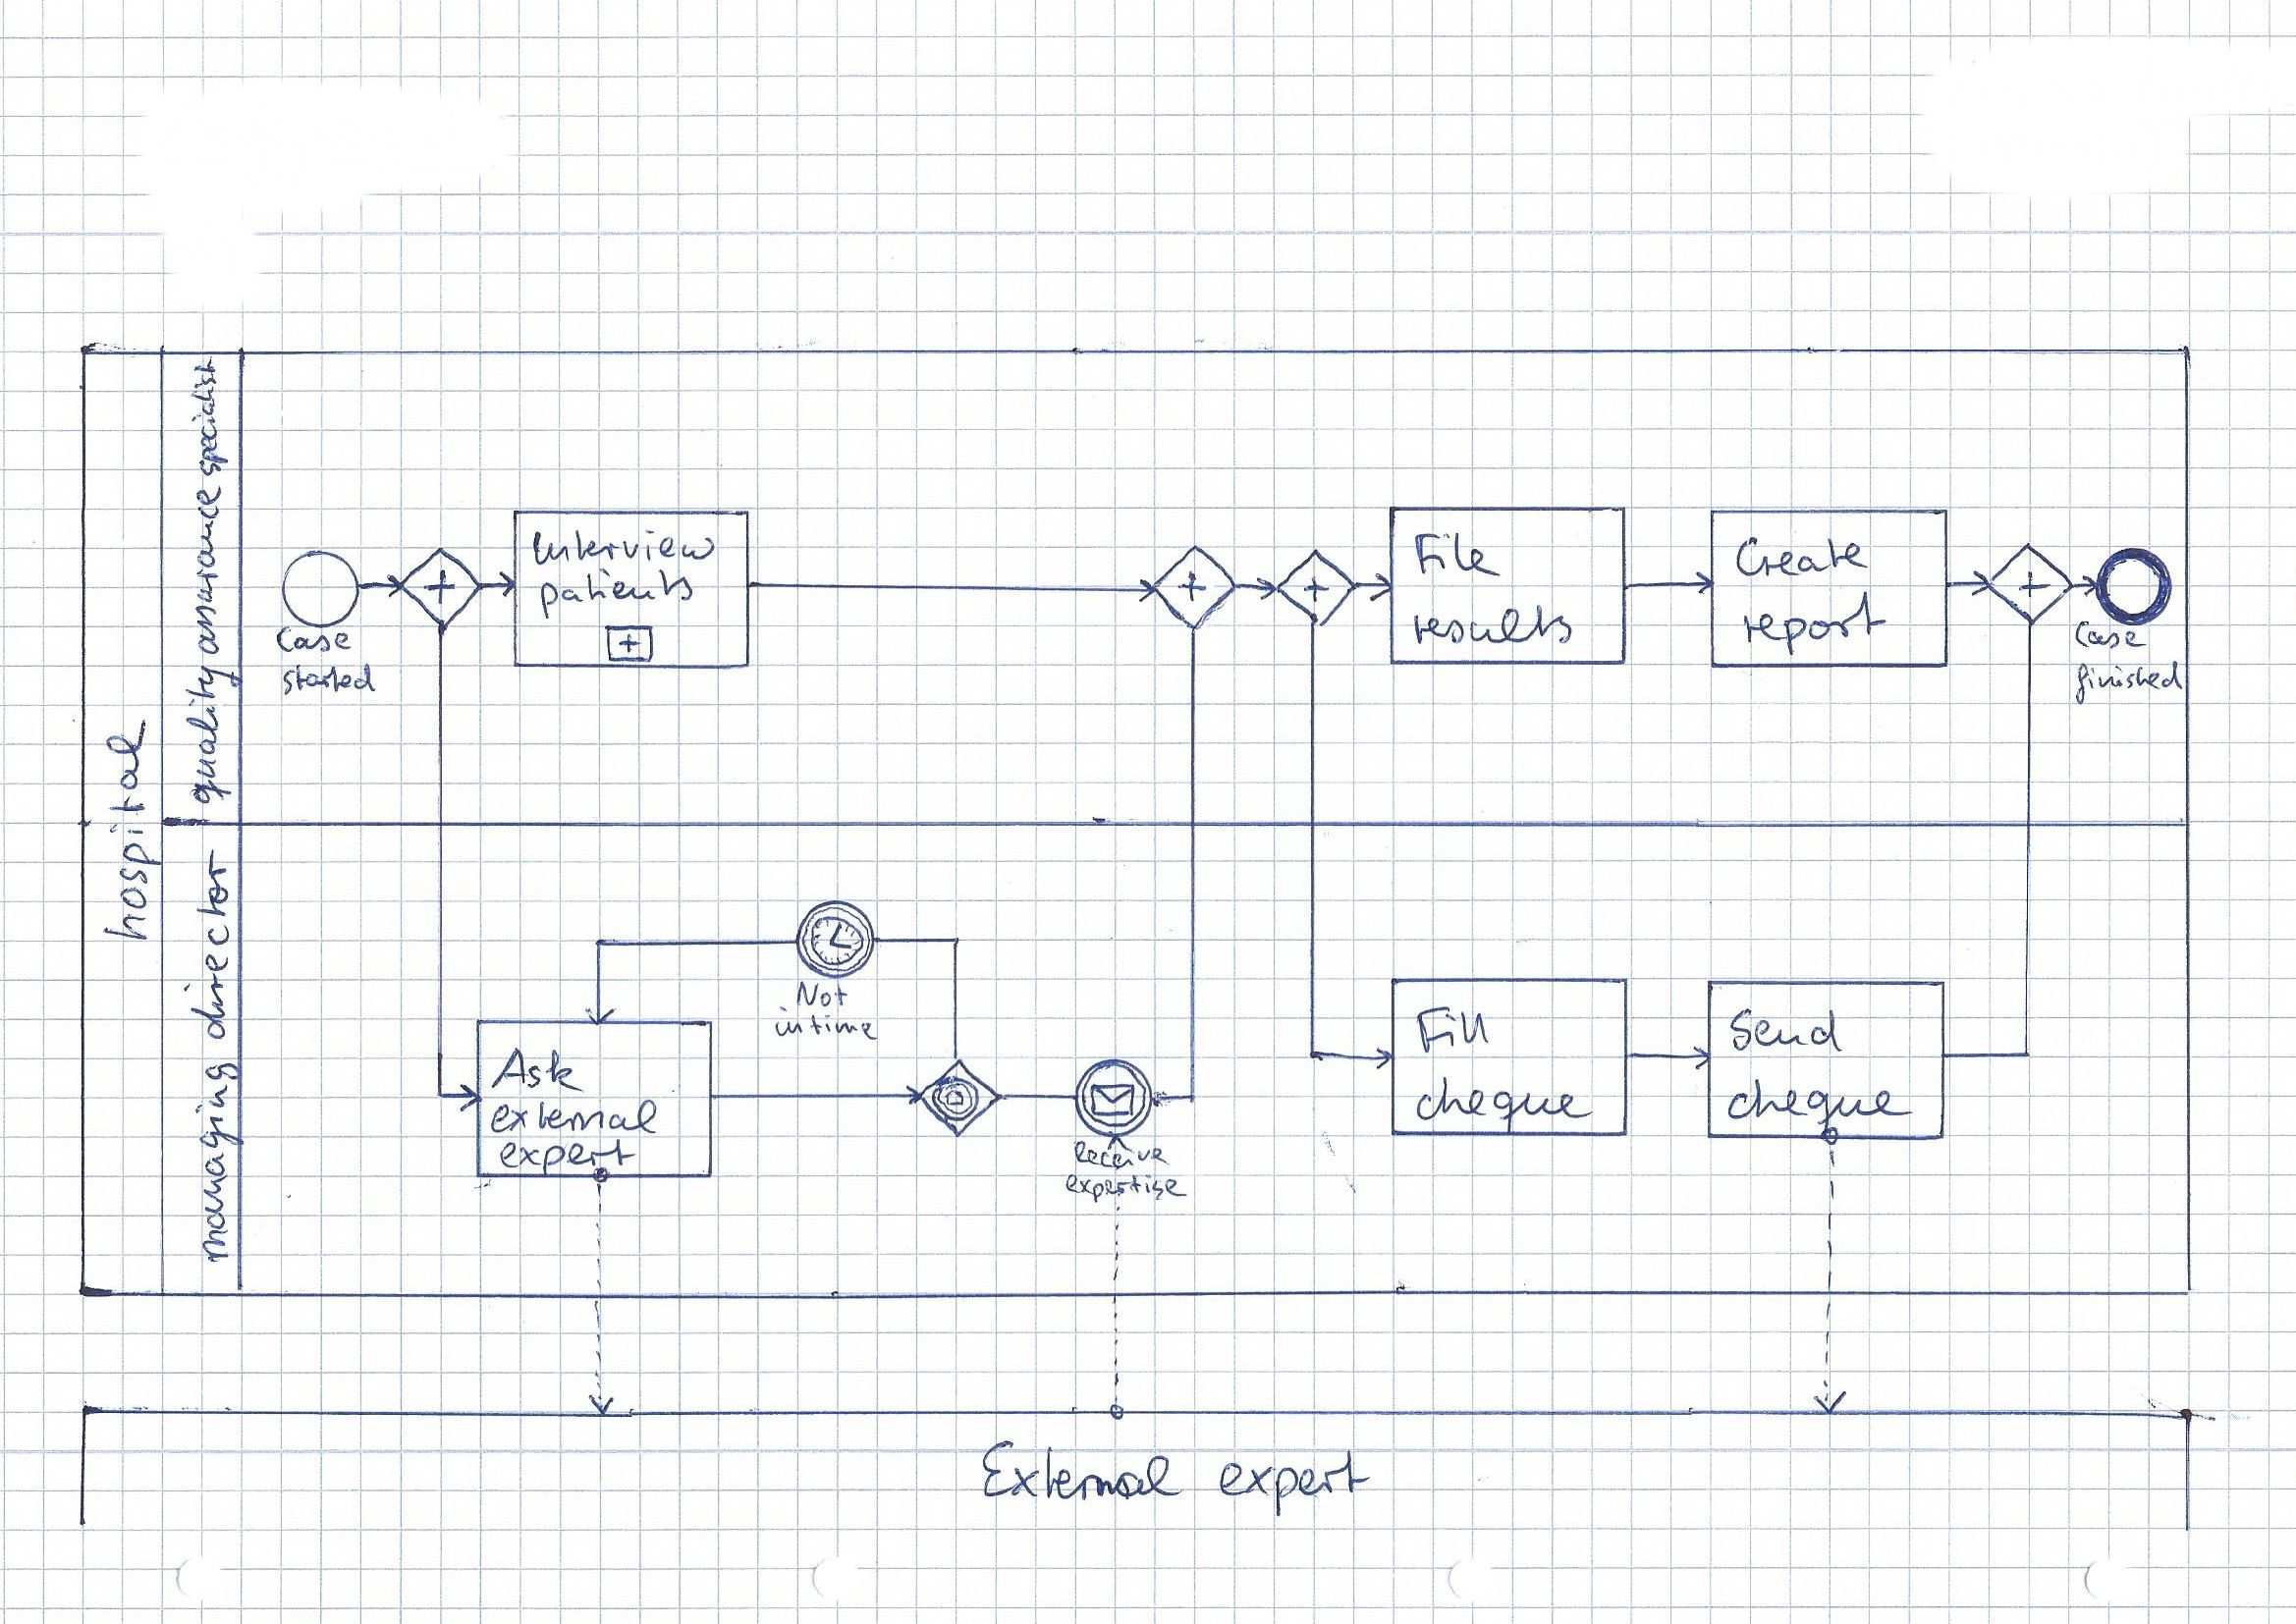 hospital
quality assurance specialist
managing director
Case
started
Interview
patients
File
results
Create
report
Case
finished
Not
in time
Ask
external
expert
Receive
expertise
Fill
cheque
Send
cheque
External expert